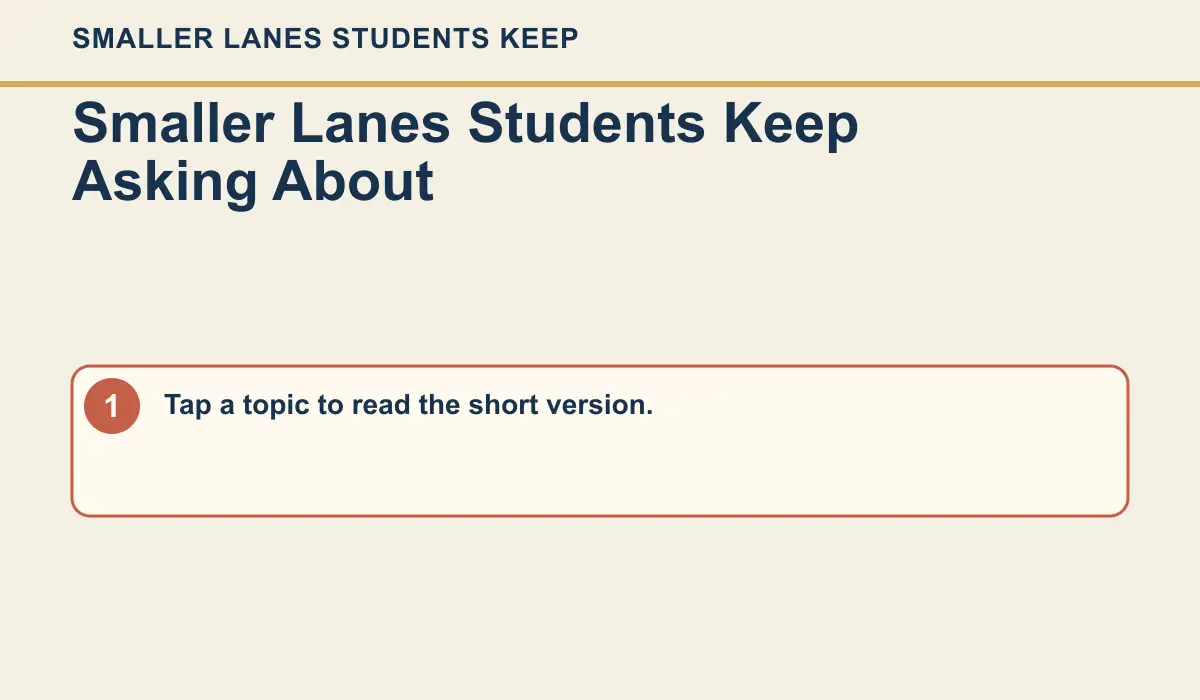 SMALLER LANES STUDENTS KEEP
Smaller Lanes Students Keep
Asking About
1
Tap a topic to read the short version.